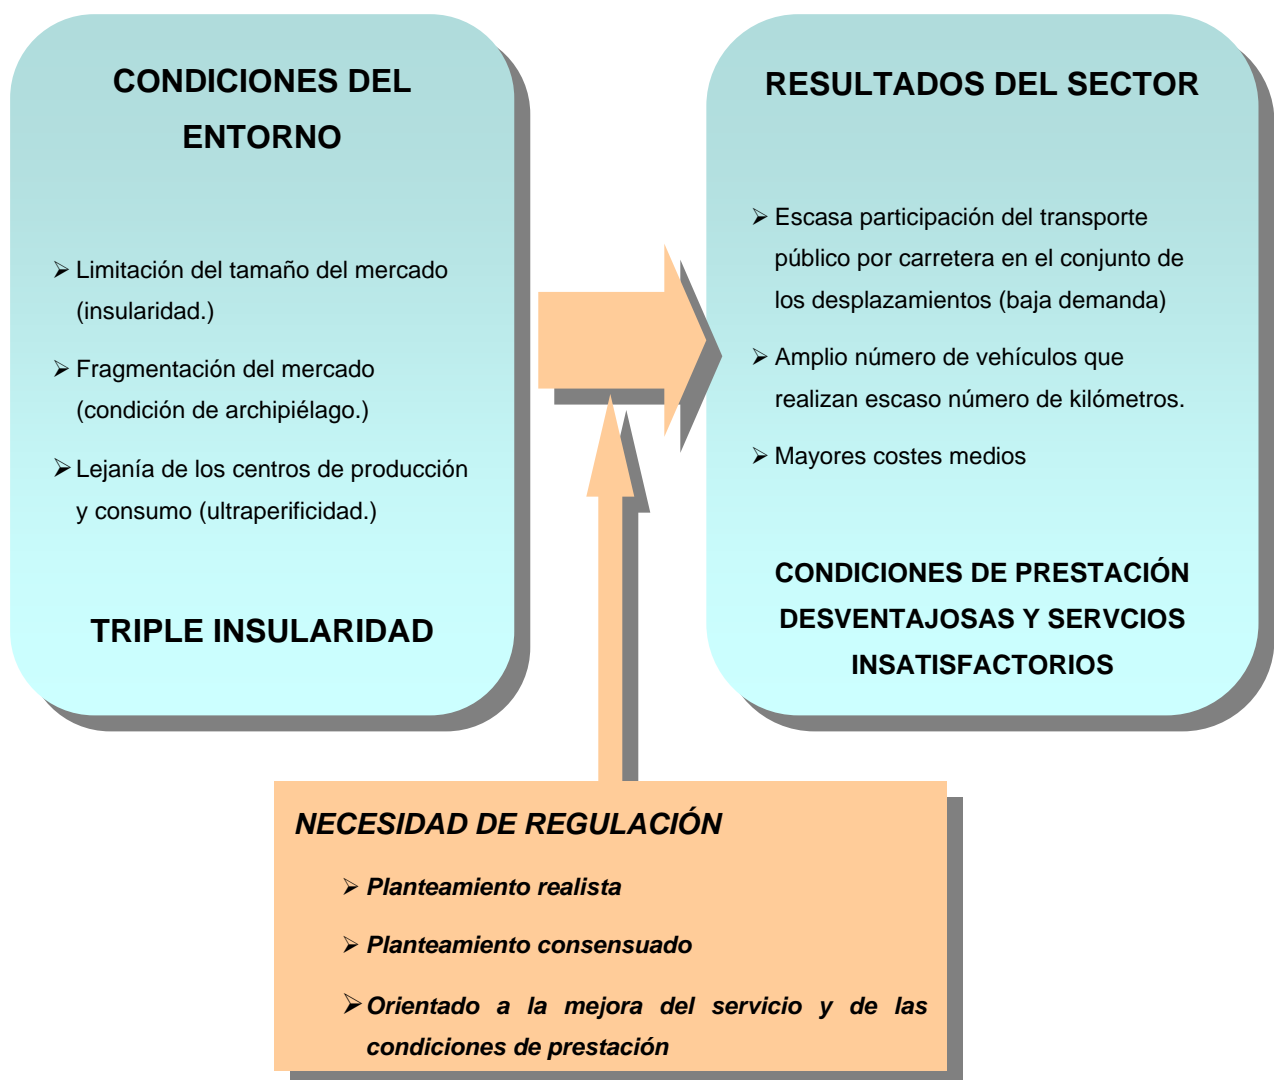 CONDICIONES DEL
ENTORNO
➢ Limitación del tamaño del mercado
(insularidad.)
➢ Fragmentación del mercado
(condición de archipiélago.)
➢ Lejanía de los centros de producción
y consumo (ultraperificidad.)
TRIPLE INSULARIDAD
RESULTADOS DEL SECTOR
➢ Escasa participación del transporte
público por carretera en el conjunto de
los desplazamientos (baja demanda)
➢ Amplio número de vehículos que
realizan escaso número de kilómetros.
➢ Mayores costes medios
CONDICIONES DE PRESTACIÓN
DESVENTAJOSAS Y SERVCIOS
INSATISFACTORIOS
NECESIDAD DE REGULACIÓN
➢ Planteamiento realista
➢ Planteamiento consensuado
➢ Orientado a la mejora del servicio y de las
condiciones de prestación